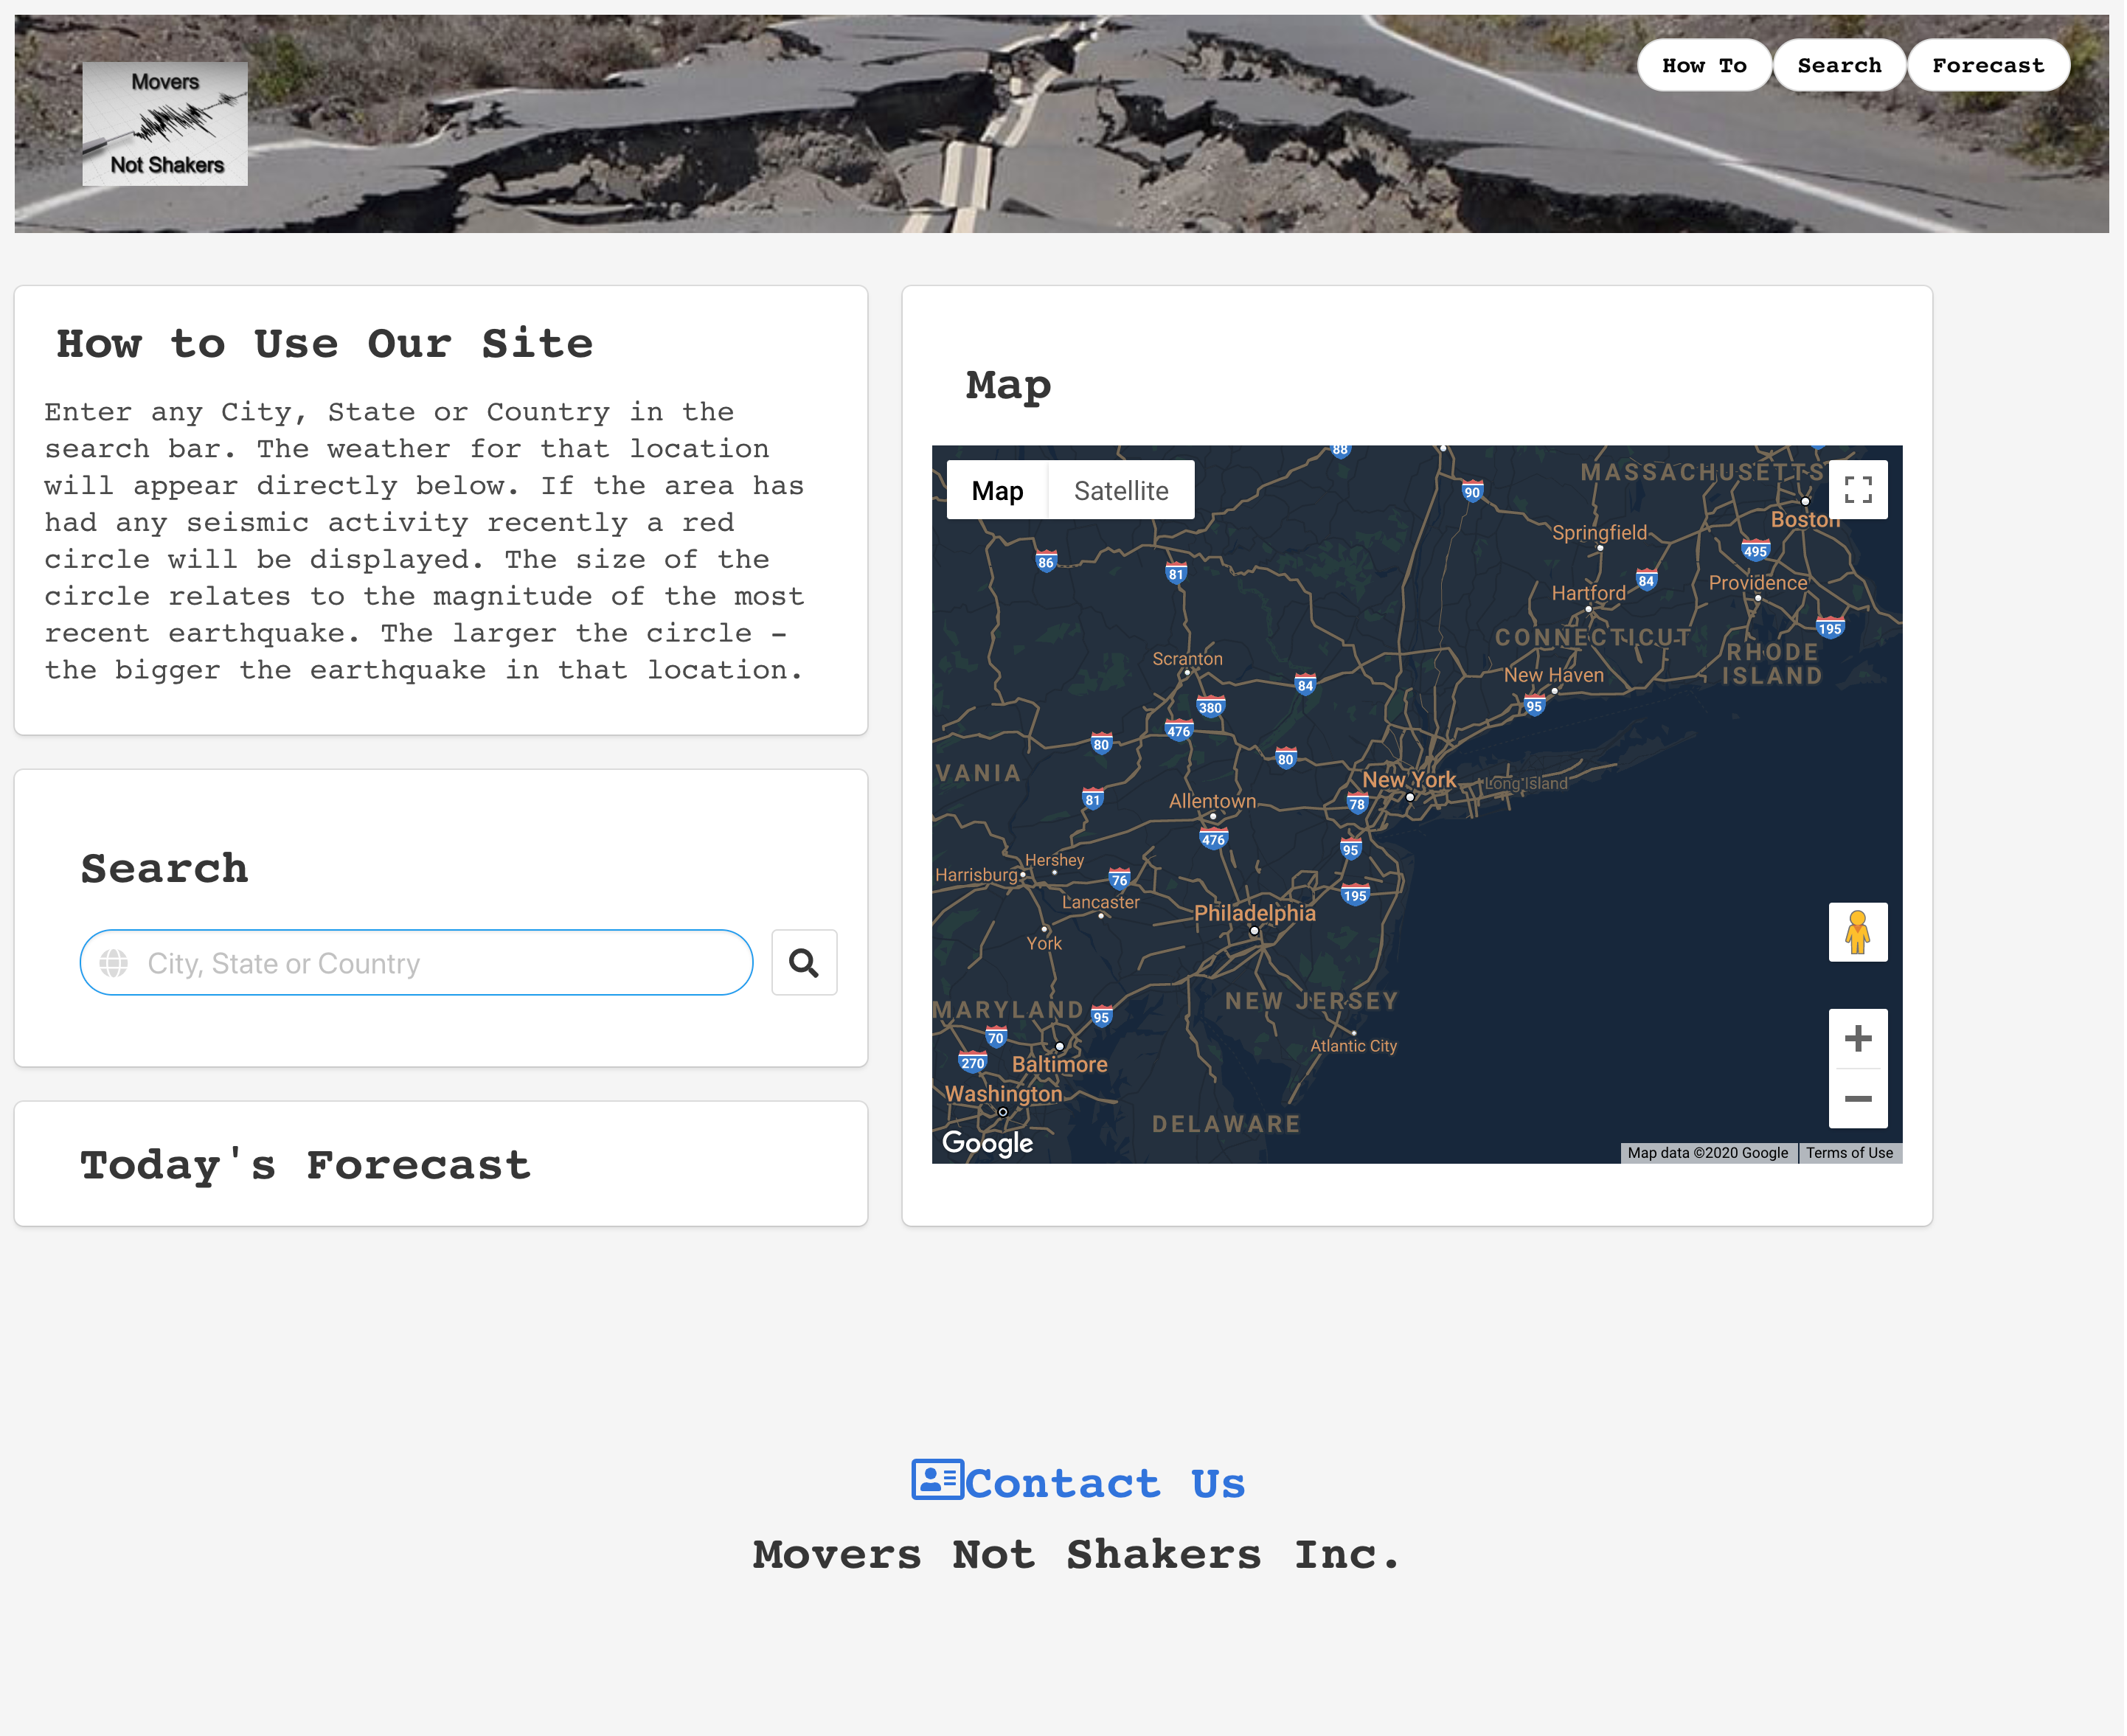 Movers
Not Shakers
How To
Search
Forecast
How to Use Our Site
Enter any City, State or Country in the
search bar. The weather for that location
will appear directly below. If the area has
had any seismic activity recently a red
circle will be displayed. The size of the
circle relates to the magnitude of the most
recent earthquake. The larger the circle -
the bigger the earthquake in that location.
Search
City, State or Country
Today's Forecast
Map
Map
Satellite
88
MASSACHUSETTS
90
Boston
Springfield
495
86
81
84
Hartford
Providence
195
CONNECTICUT
RHODE
ISLAND
Scranton
New Haven
84
380
95
476
80
80
VANIA
New York
Long Island
81
Allentown
78
476
95
Hershey
Harrisburg
76
195
Lancaster
Philadelphia
York
NEW JERSEY
MARYLAND
95
70
Atlantic City
270
Baltimore
Washington
DELAWARE
Google
Map data ©2020 Google
Terms of Use
Contact Us
Movers Not Shakers Inc.